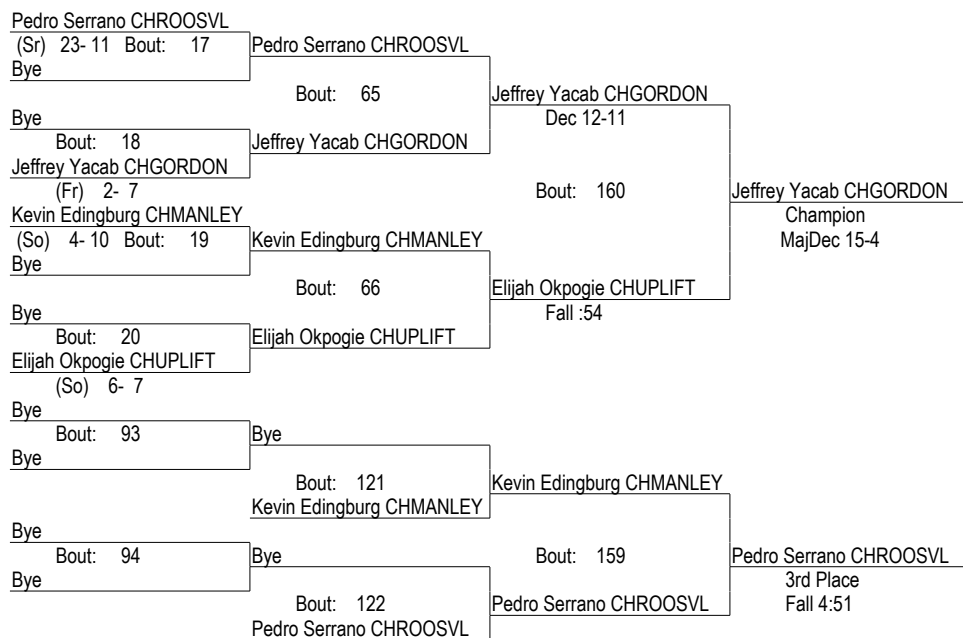 Pedro Serrano CHROOSVL
(Sr) 23- 11 Bout: 17 Pedro Serrano CHROOSVL
Bye
Bout: 65 Jeffrey Yacab CHGORDON
Bye Dec 12-11
Bout: 18 Jeffrey Yacab CHGORDON
Jeffrey Yacab CHGORDON
(Fr) 2- 7 Bout: 160 Jeffrey Yacab CHGORDON
Kevin Edingburg CHMANLEY Champion
(So) 4- 10 Bout: 19 Kevin Edingburg CHMANLEY MajDec 15-4
Bye
Bout: 66 Elijah Okpogie CHUPLIFT
Bye Fall :54
Bout: 20 Elijah Okpogie CHUPLIFT
Elijah Okpogie CHUPLIFT
(So) 6- 7
Bye
Bout: 93 Bye
Bye
Bout: 121 Kevin Edingburg CHMANLEY
Kevin Edingburg CHMANLEY
Bye
Bout: 94 Bye Bout: 159 Pedro Serrano CHROOSVL
Bye 3rd Place
Bout: 122 Pedro Serrano CHROOSVL Fall 4:51
Pedro Serrano CHROOSVL